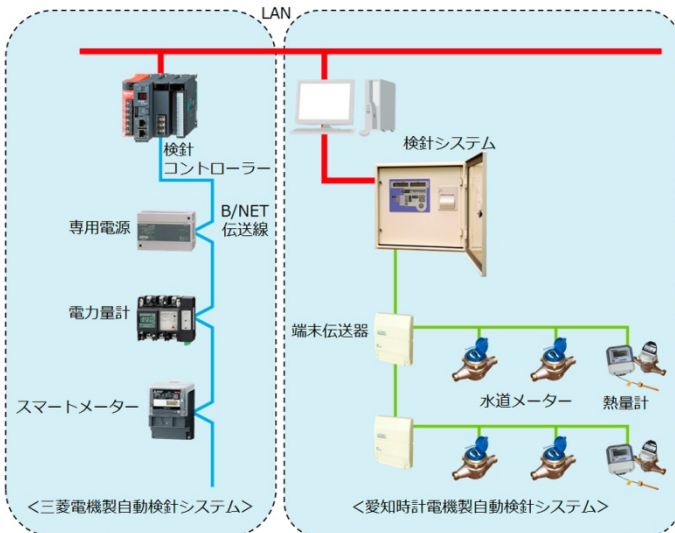 LAN
検針
コントローラー
B/NET
伝送線
専用電源
電力量計
スマートメーター
<三菱電機製自動検針システム>
検針システム
端末伝送器
水道メーター
熱量計
<愛知時計電機製自動検針システム>